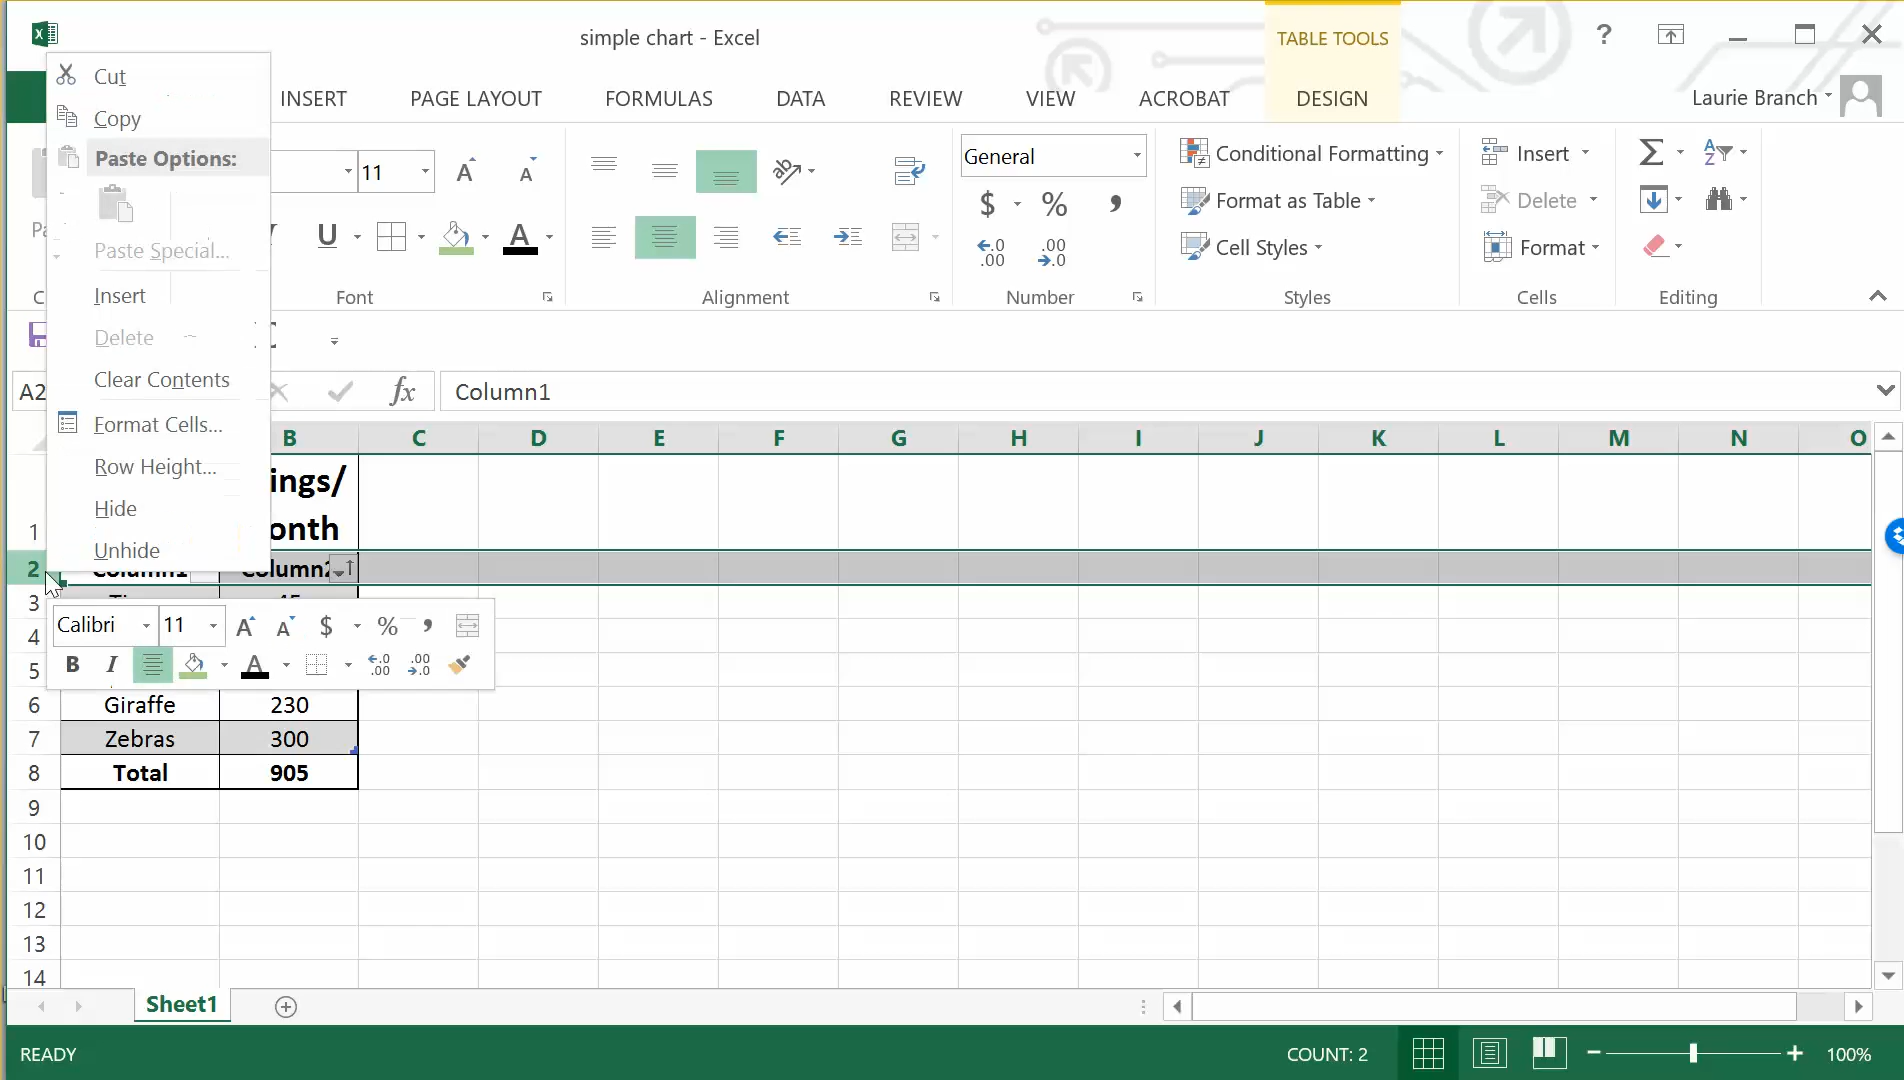 simple chart - Excel
TABLE TOOLS
?
INSERT
PAGE LAYOUT
FORMULAS
DATA
REVIEW
VIEW
ACROBAT
DESIGN
Laurie Branch
Cut
Copy
Paste Options:
Paste Special...
Insert
Delete
Clear Contents
Format Cells...
Row Height...
Hide
Unhide
11
General
Conditional Formatting
Format as Table
Cell Styles
Insert
Delete
Format
Font
Alignment
Number
Styles
Cells
Editing
A2
fx
Column1
B C D E F G H I J K L M N O
1
ings/
onth
2 Column1 Column2
3
4
5
Calibri 11
$ % ,
B I A
6 Giraffe 230
7 Zebras 300
8 Total 905
9
10
11
12
13
14
Sheet1
READY
COUNT: 2
100%